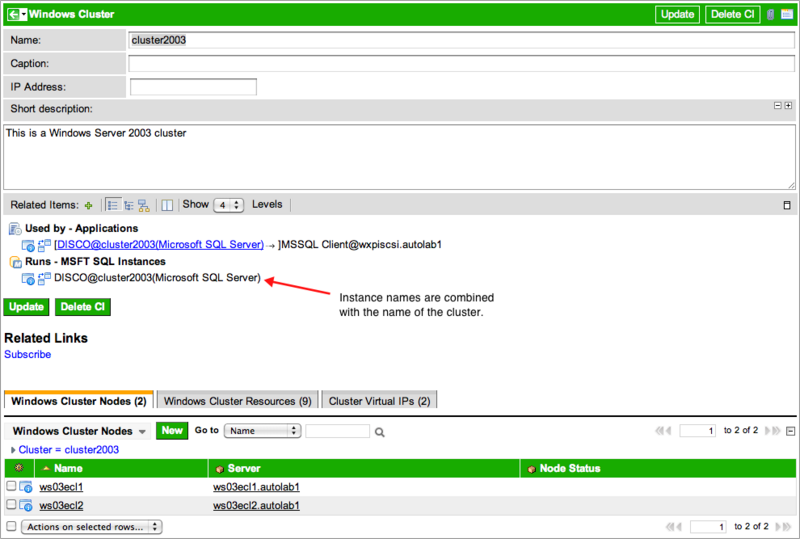 Windows Cluster Update Delete CI
Name: cluster2003
Caption:
IP Address:
Short description:
This is a Windows Server 2003 cluster
Related Items: Show 4 Levels
Used by - Applications
[DISCO@cluster2003(Microsoft SQL Server) → ]MSSQL Client@wxpiscsi.autolab1
Runs - MSFT SQL Instances
DISCO@cluster2003(Microsoft SQL Server)
Instance names are combined
with the name of the cluster.
Update Delete CI
Related Links
Subscribe
Windows Cluster Nodes (2) Windows Cluster Resources (9) Cluster Virtual IPs (2)
Windows Cluster Nodes New Go to Name 1 to 2 of 2
Cluster = cluster2003
Name Server Node Status
ws03ecl1 ws03ecl1.autolab1
ws03ecl2 ws03ecl2.autolab1
Actions on selected rows... 1 to 2 of 2